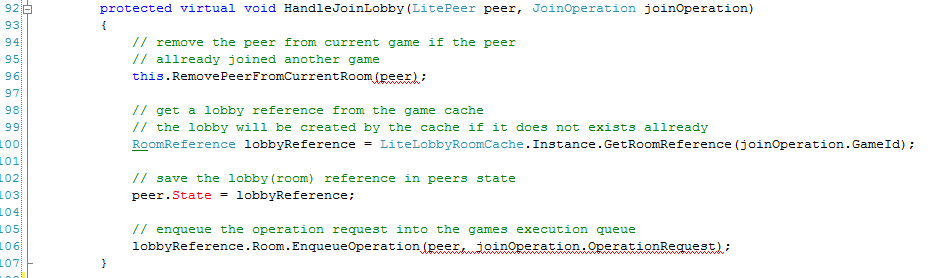 92 protected virtual void HandleJoinLobby(LitePeer peer, JoinOperation joinOperation)
93 {
94 // remove the peer from current game if the peer
95 // allready joined another game
96 this.RemovePeerFromCurrentRoom(peer);
97
98 // get a lobby reference from the game cache
99 // the lobby will be created by the cache if it does not exists allready
100 RoomReference lobbyReference = LiteLobbyRoomCache.Instance.GetRoomReference(joinOperation.GameId);
101
102 // save the lobby(room) reference in peers state
103 peer.State = lobbyReference;
104
105 // enqueue the operation request into the games execution queue
106 lobbyReference.Room.EnqueueOperation(peer, joinOperation.OperationRequest);
107 }